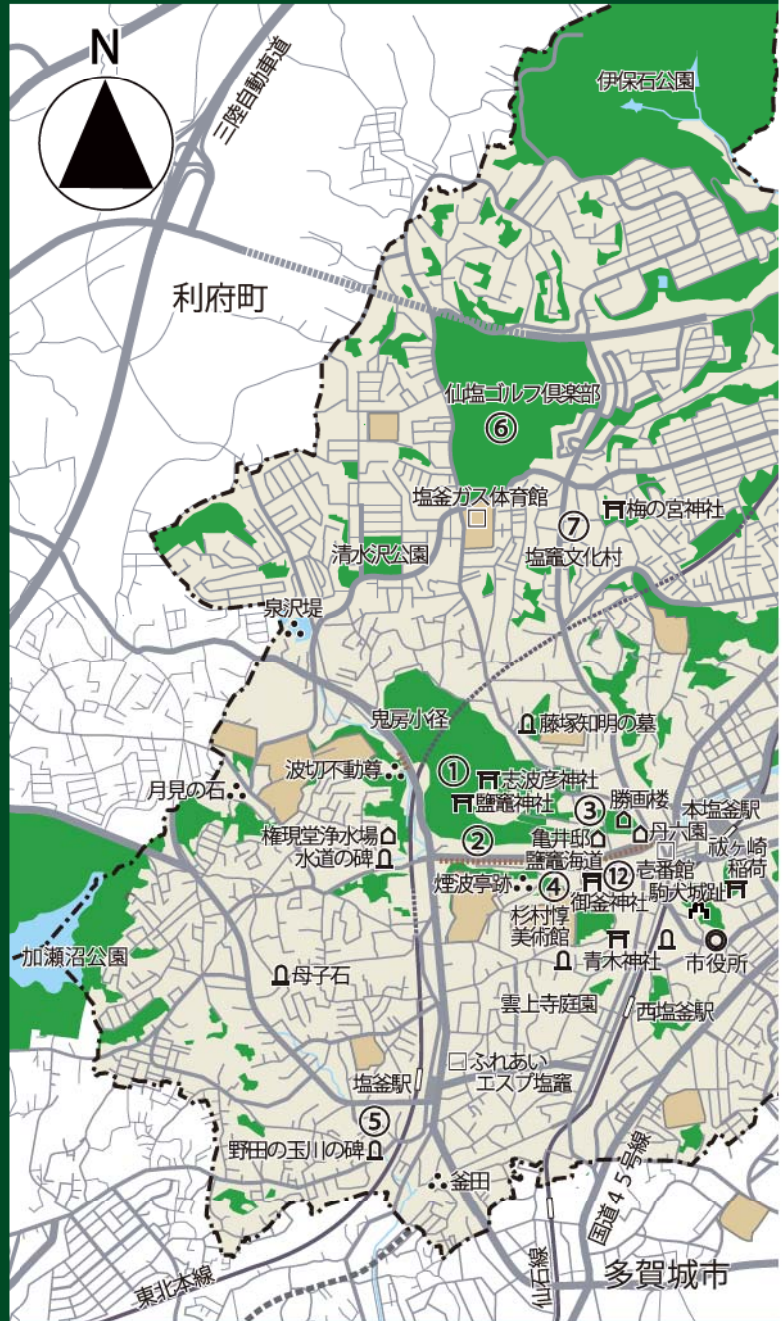 N
三陸自動車道
伊保石公園
利府町
仙塩ゴルフ倶楽部
⑥
塩釜ガス体育館
梅の宮神社
⑦
塩竈文化村
清水沢公園
泉沢堤
鬼房小径
藤塚知明の墓
波切不動尊
①
志波彦神社
鹽竈神社
月見の石
③
勝画楼
本塩釜駅
権現堂浄水場
水道の碑
②
亀井邸
丹六園
祓ヶ崎
稲荷
鹽竈海道
壱番館
煙波亭跡
④
⑫
御釜神社
駒犬城趾
杉村惇
美術館
青木神社
市役所
加瀬沼公園
母子石
雲上寺庭園
西塩釜駅
ふれあい
エスプ塩竈
塩釜駅
⑤
野田の玉川の碑
釜田
国道45号線
仙石線
東北本線
多賀城市